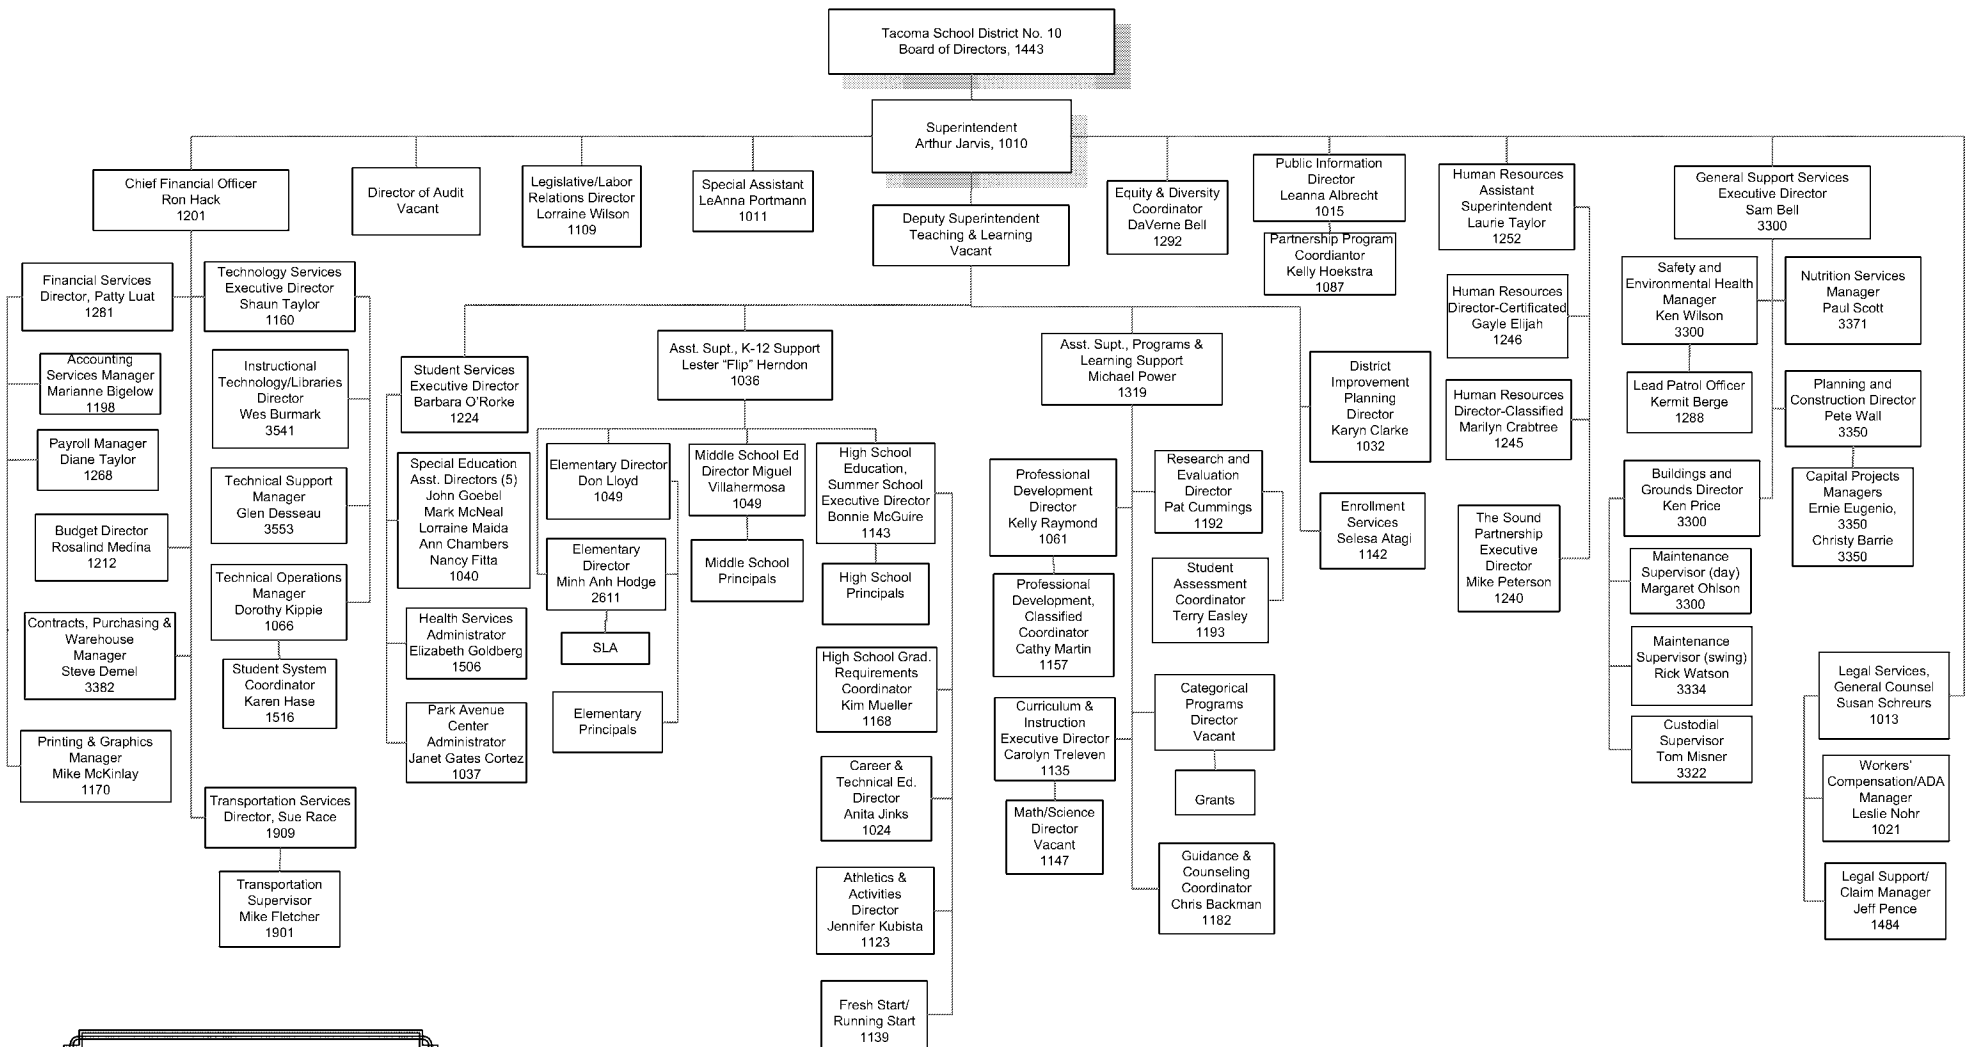 Tacoma School District No. 10
Board of Directors, 1443
Superintendent
Arthur Jarvis, 1010
Chief Financial Officer
Ron Hack
1201
Director of Audit
Vacant
Legislative/Labor
Relations Director
Lorraine Wilson
1109
Special Assistant
LeAnna Portmann
1011
Deputy Superintendent
Teaching & Learning
Vacant
Equity & Diversity
Coordinator
DaVerne Bell
1292
Public Information
Director
Leanna Albrecht
1015
Partnership Program
Coordiantor
Kelly Hoekstra
1087
Human Resources
Assistant
Superintendent
Laurie Taylor
1252
General Support Services
Executive Director
Sam Bell
3300
Financial Services
Director, Patty Luat
1281
Accounting
Services Manager
Marianne Bigelow
1198
Payroll Manager
Diane Taylor
1268
Budget Director
Rosalind Medina
1212
Contracts, Purchasing &
Warehouse
Manager
Steve Demel
3382
Printing & Graphics
Manager
Mike McKinlay
1170
Technology Services
Executive Director
Shaun Taylor
1160
Instructional
Technology/Libraries
Director
Wes Burmark
3541
Technical Support
Manager
Glen Desseau
3553
Technical Operations
Manager
Dorothy Kippie
1066
Student System
Coordinator
Karen Hase
1516
Transportation Services
Director, Sue Race
1909
Transportation
Supervisor
Mike Fletcher
1901
Student Services
Executive Director
Barbara O'Rorke
1224
Special Education
Asst. Directors (5)
John Goebel
Mark McNeal
Lorraine Maida
Ann Chambers
Nancy Fitta
1040
Health Services
Administrator
Elizabeth Goldberg
1506
Park Avenue
Center
Administrator
Janet Gates Cortez
1037
Asst. Supt., K-12 Support
Lester "Flip" Herndon
1036
Elementary Director
Don Lloyd
1049
Elementary
Director
Minh Anh Hodge
2611
SLA
Elementary
Principals
Middle School Ed
Director Miguel
Villahermosa
1049
Middle School
Principals
High School
Education,
Summer School
Executive Director
Bonnie McGuire
1143
High School
Principals
High School Grad.
Requirements
Coordinator
Kim Mueller
1168
Career &
Technical Ed.
Director
Anita Jinks
1024
Athletics &
Activities
Director
Jennifer Kubista
1123
Fresh Start/
Running Start
1139
Asst. Supt., Programs &
Learning Support
Michael Power
1319
Professional
Development
Director
Kelly Raymond
1061
Professional
Development,
Classified
Coordinator
Cathy Martin
1157
Curriculum &
Instruction
Executive Director
Carolyn Treleven
1135
Math/Science
Director
Vacant
1147
Research and
Evaluation
Director
Pat Cummings
1192
Student
Assessment
Coordinator
Terry Easley
1193
Categorical
Programs
Director
Vacant
Grants
Guidance &
Counseling
Coordinator
Chris Backman
1182
District
Improvement
Planning
Director
Karyn Clarke
1032
Enrollment
Services
Selesa Atagi
1142
Human Resources
Director-Certificated
Gayle Elijah
1246
Human Resources
Director-Classified
Marilyn Crabtree
1245
The Sound
Partnership
Executive
Director
Mike Peterson
1240
Safety and
Environmental Health
Manager
Ken Wilson
3300
Lead Patrol Officer
Kermit Berge
1288
Buildings and
Grounds Director
Ken Price
3300
Maintenance
Supervisor (day)
Margaret Ohlson
3300
Maintenance
Supervisor (swing)
Rick Watson
3334
Custodial
Supervisor
Tom Misner
3322
Nutrition Services
Manager
Paul Scott
3371
Planning and
Construction Director
Pete Wall
3350
Capital Projects
Managers
Ernie Eugenio,
3350
Christy Barrie
3350
Legal Services,
General Counsel
Susan Schreurs
1013
Workers'
Compensation/ADA
Manager
Leslie Nohr
1021
Legal Support/
Claim Manager
Jeff Pence
1484